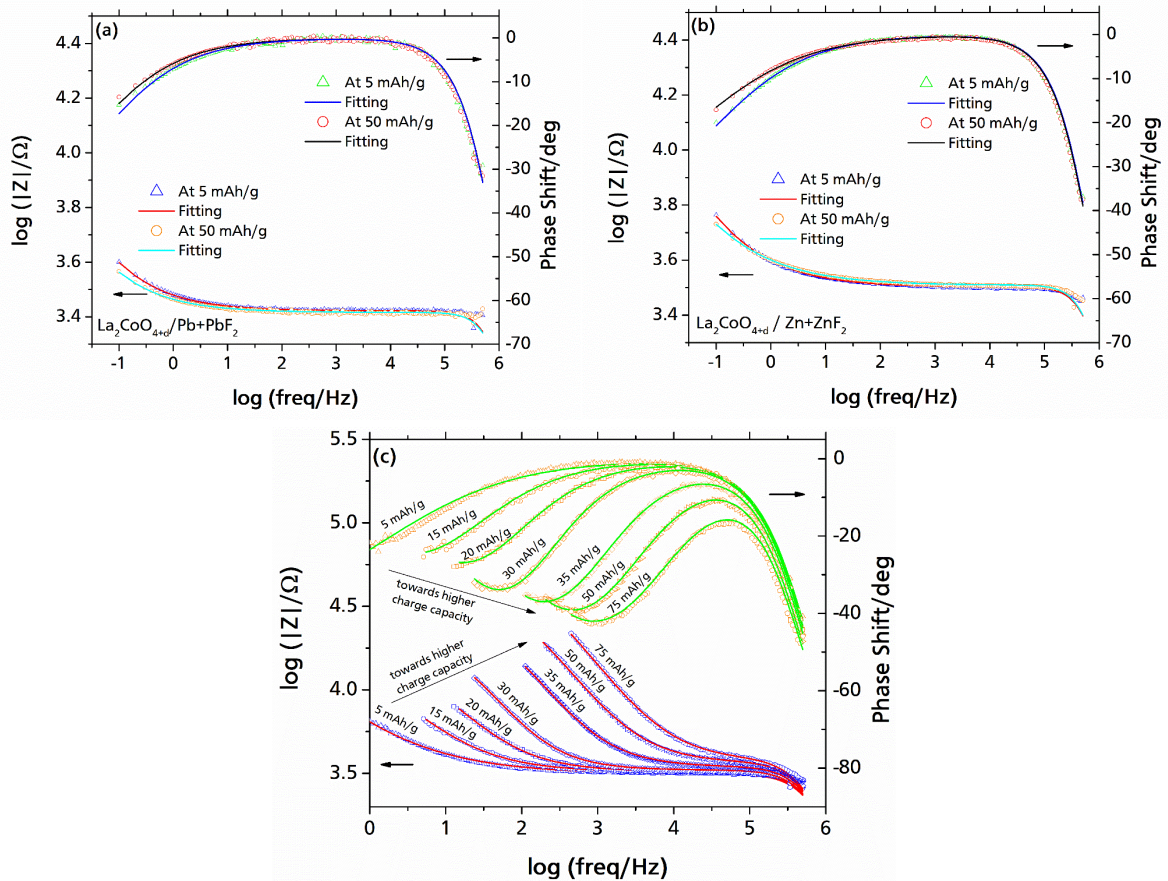 (a)
log (|Z|/Ω)
4.4
4.2
4.0
3.8
3.6
3.4
At 5 mAh/g
Fitting
At 50 mAh/g
Fitting
At 5 mAh/g
Fitting
At 50 mAh/g
Fitting
La2CoO4+d/Pb+PbF2
0
-10
-20
-30
-40
-50
-60
-70
Phase Shift/deg
-1 0 1 2 3 4 5 6
log (freq/Hz)
(b)
log (|Z|/Ω)
4.4
4.2
4.0
3.8
3.6
3.4
At 5 mAh/g
Fitting
At 50 mAh/g
Fitting
At 5 mAh/g
Fitting
At 50 mAh/g
Fitting
La2CoO4+d / Zn+ZnF2
0
-10
-20
-30
-40
-50
-60
-70
Phase Shift/deg
-1 0 1 2 3 4 5 6
log (freq/Hz)
(c)
log (|Z|/Ω)
5.5
5.0
4.5
4.0
3.5
5 mAh/g
15 mAh/g
20 mAh/g
30 mAh/g
35 mAh/g
50 mAh/g
75 mAh/g
towards higher
charge capacity
towards higher
charge capacity
5 mAh/g
15 mAh/g
20 mAh/g
30 mAh/g
35 mAh/g
50 mAh/g
75 mAh/g
0
-20
-40
-60
-80
Phase Shift/deg
0 1 2 3 4 5 6
log (freq/Hz)